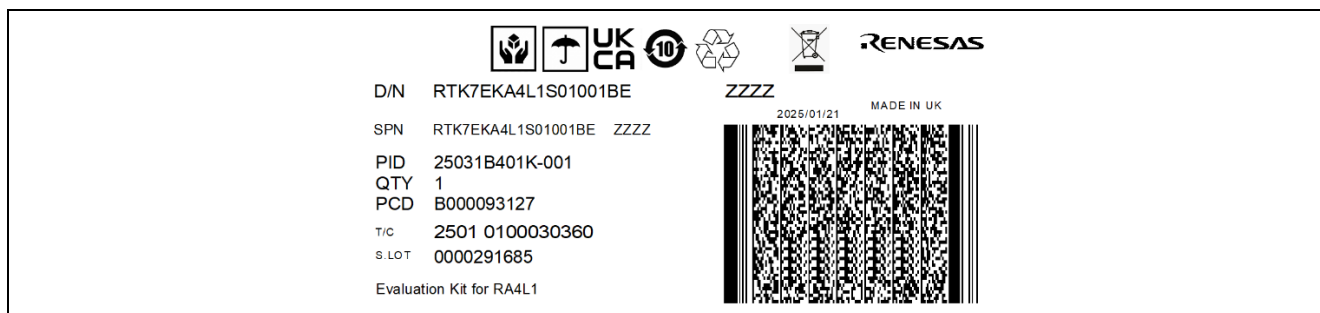 UK
CA
10
RENESAS
D/N RTK7EKA4L1S01001BE ZZZZ
2025/01/21 MADE IN UK
SPN RTK7EKA4L1S01001BE ZZZZ
PID 25031B401K-001
QTY 1
PCD B000093127
T/C 2501 0100030360
S.LOT 0000291685
Evaluation Kit for RA4L1